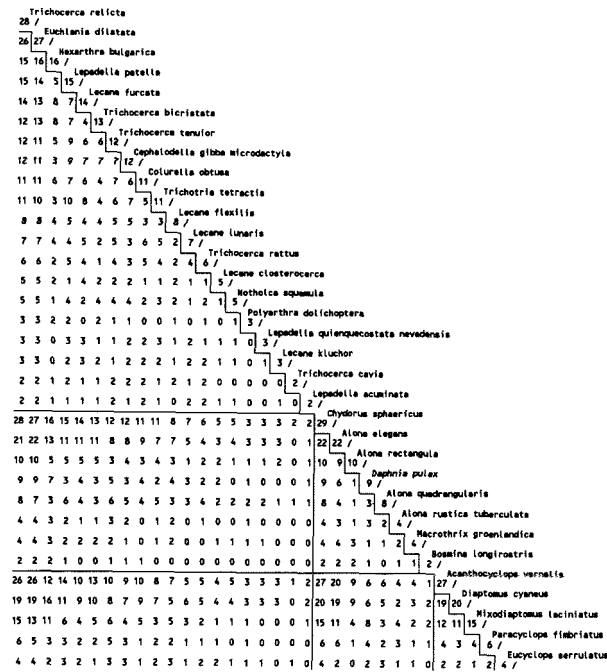 Trichocerca relicta
28 /
Euchlanis dilatata
26 27 /
Hexarthra bulgarica
15 16 16 /
Lepadella patella
15 14 5 15 /
Lecane furcata
14 13 8 7 14 /
Trichocerca bicristata
12 13 8 7 4 13 /
Trichocerca tenuior
12 11 5 9 6 6 12 /
Cephalodella gibba microdactyla
12 11 3 9 7 7 7 12 /
Colurella obtusa
11 11 6 7 6 4 7 6 11 /
Trichotria tetractis
11 10 3 10 8 4 6 7 5 11 /
Lecane flexilis
8 8 4 5 4 4 5 5 3 3 8 /
Lecane lunaris
7 7 4 4 5 2 5 3 6 5 2 7 /
Trichocerca rattus
6 6 2 5 4 1 4 3 5 4 2 4 6 /
Lecane closterocerca
5 5 2 1 4 2 2 2 1 1 2 1 1 5 /
Notholca squamula
5 5 1 4 2 4 4 4 2 3 2 1 2 1 5 /
Polyarthra dolichoptera
3 3 2 2 0 2 1 1 0 0 1 0 1 0 1 3 /
Lepadella quienquecostata nevadensis
3 3 0 3 3 1 1 2 2 3 1 2 1 1 1 0 3 /
Lecane kluchor
3 3 0 2 3 2 1 2 2 2 1 2 2 1 1 0 1 3 /
Trichocerca cavia
2 2 1 2 1 1 2 2 1 2 2 1 1 0 0 0 0 0 2 /
Lepadella acuminata
2 2 1 1 1 1 2 1 2 1 0 2 2 1 1 0 0 1 0 2 /
Chydorus sphaericus
28 27 16 15 14 13 12 12 11 11 8 7 6 5 5 3 3 3 2 2 29 /
Alona elegans
21 22 13 11 11 11 8 8 9 7 7 5 4 3 4 3 3 3 0 1 22 22 /
Alona rectangula
10 10 5 5 5 5 3 4 3 4 3 1 2 2 1 1 1 2 0 1 10 9 10 /
Daphnia pulex
9 9 7 3 4 3 5 3 4 2 4 3 2 2 1 0 0 0 0 1 9 6 1 9 /
Alona quadrangularis
8 7 3 6 4 3 6 5 4 5 3 3 4 2 2 2 2 1 1 1 8 4 1 3 8 /
Alona rustica tuberculata
4 4 3 2 1 1 3 2 0 1 2 0 1 0 0 1 0 0 0 0 4 3 1 3 2 4 /
Macrothrix groenlandica
4 4 3 2 2 2 2 1 0 1 2 0 0 0 1 1 0 0 0 0 4 4 3 1 1 2 4 /
Bosmina longirostris
2 2 2 1 0 0 1 1 0 0 0 0 0 0 0 0 0 0 0 0 2 2 2 1 0 1 1 2 /
Acanthocyclops vernalis
26 26 12 14 10 13 10 9 10 8 7 5 5 4 5 3 3 3 1 2 27 20 9 6 6 4 4 1 27 /
Diaptomus cyaneus
19 19 16 11 9 10 8 7 9 7 5 6 5 4 4 3 3 3 0 2 20 19 9 6 5 2 3 2 19 20 /
Mixodiaptomus laciniatus
15 13 11 6 4 5 6 4 5 3 5 3 3 2 2 1 0 0 0 1 15 11 4 8 3 4 2 2 12 11 15 /
Paracyclops fimbriatus
6 5 3 3 2 2 5 3 1 2 2 1 1 1 0 0 0 0 1 0 6 6 1 4 2 3 1 1 4 3 4 6 /
Eucyclops serrulatus
4 4 2 3 2 1 3 3 1 2 3 1 2 1 1 0 0 0 1 0 4 2 0 2 3 1 0 0 2 2 1 2 4 /